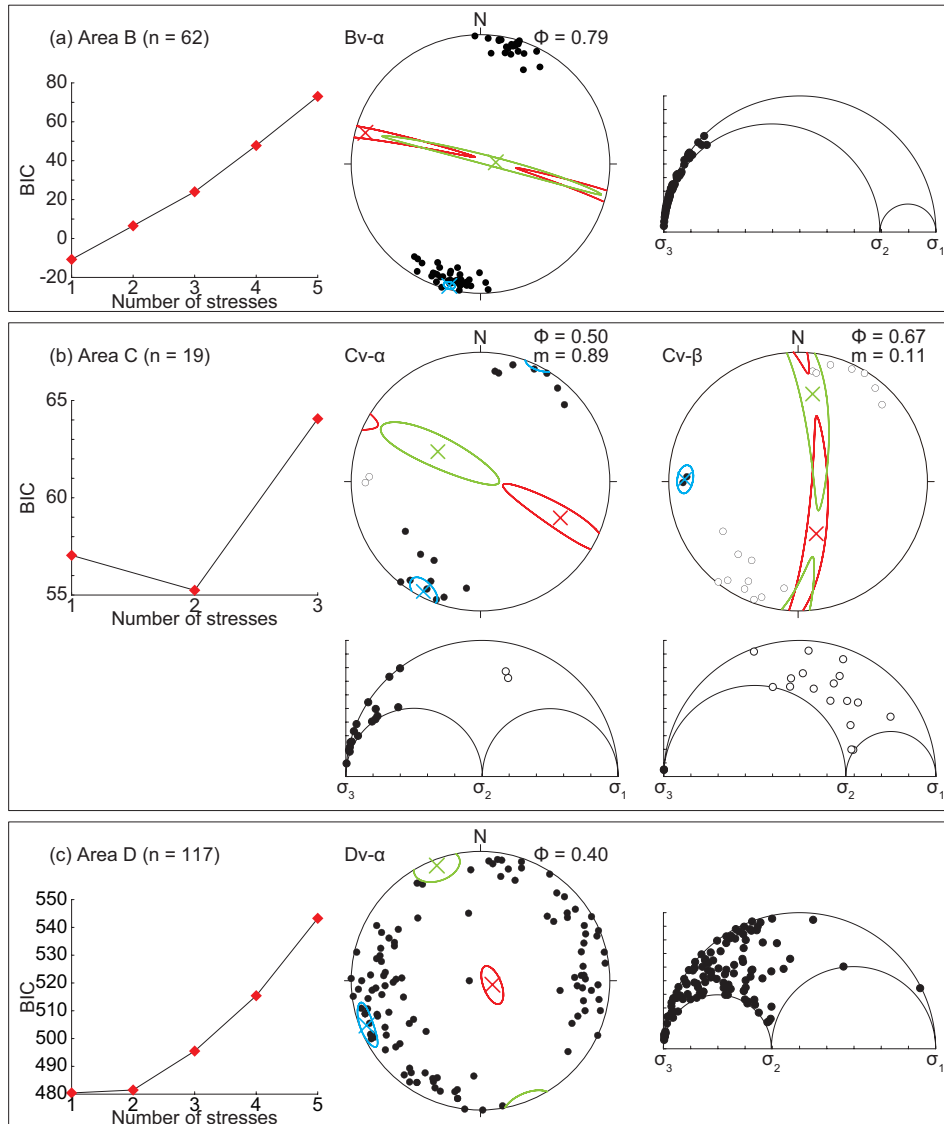 (a) Area B (n = 62)
BIC
80
60
40
20
0
-20
1 2 3 4 5
Number of stresses
Bv-α
N
Φ = 0.79
σ3 σ2 σ1
(b) Area C (n = 19)
BIC
65
60
55
1 2 3
Number of stresses
Cv-α
N
Φ = 0.50
m = 0.89
Cv-β
N
Φ = 0.67
m = 0.11
σ3 σ2 σ1
σ3 σ2 σ1
(c) Area D (n = 117)
BIC
550
540
530
520
510
500
490
480
1 2 3 4 5
Number of stresses
Dv-α
N
Φ = 0.40
σ3 σ2 σ1